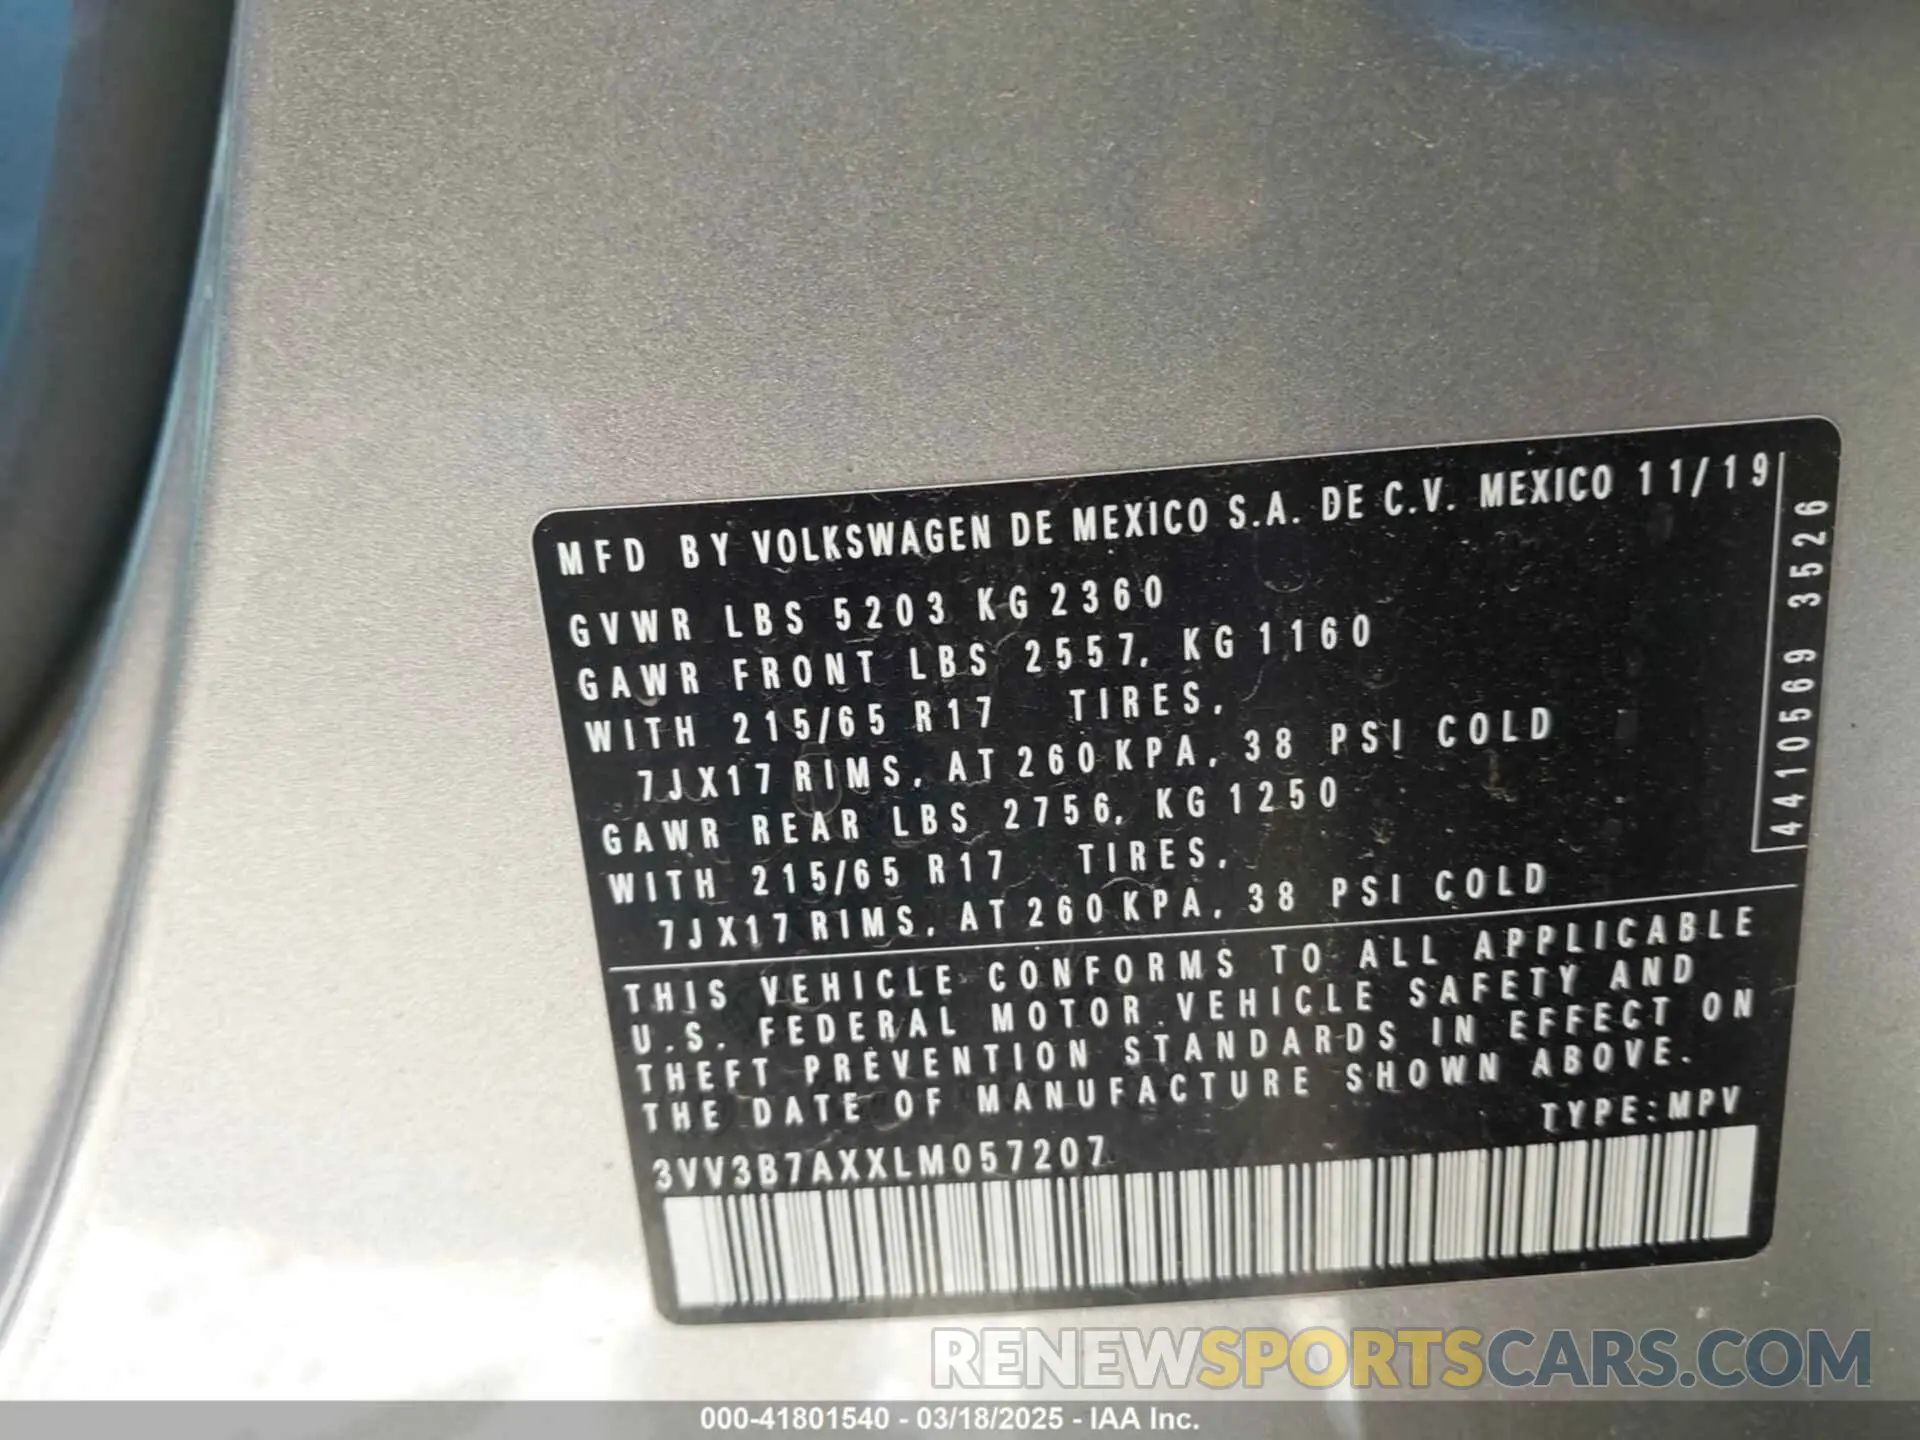 MFD BY VOLKSWAGEN DE MEXICO S.A. DE C.V. MEXICO 11/19
GVWR LBS 5203 KG 2360
GAWR FRONT LBS 2557, KG 1160
WITH 215/65 R17 TIRES,
7JX17 RIMS, AT 260 KPA, 38 PSI COLD
GAWR REAR LBS 2756, KG 1250
WITH 215/65 R17 TIRES,
7JX17 RIMS, AT 260 KPA, 38 PSI COLD
4410569 3526
THIS VEHICLE CONFORMS TO ALL APPLICABLE
U.S. FEDERAL MOTOR VEHICLE SAFETY AND
THEFT PREVENTION STANDARDS IN EFFECT ON
THE DATE OF MANUFACTURE SHOWN ABOVE.
TYPE:MPV
3VV3B7AXXLM057207
RENEWSPORTSCARS.COM
000-41801540 - 03/18/2025 - IAA Inc.